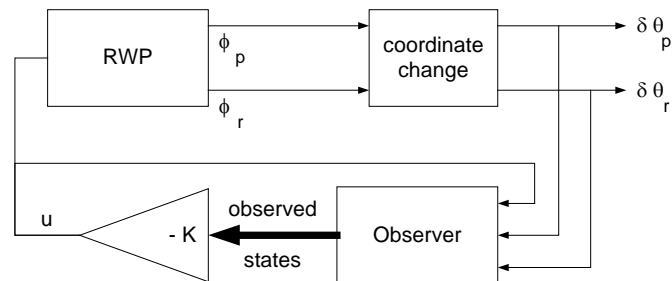 RWP
ϕ p
ϕ r
coordinate
change
δ θ p
δ θ r
u
- K
observed
states
Observer